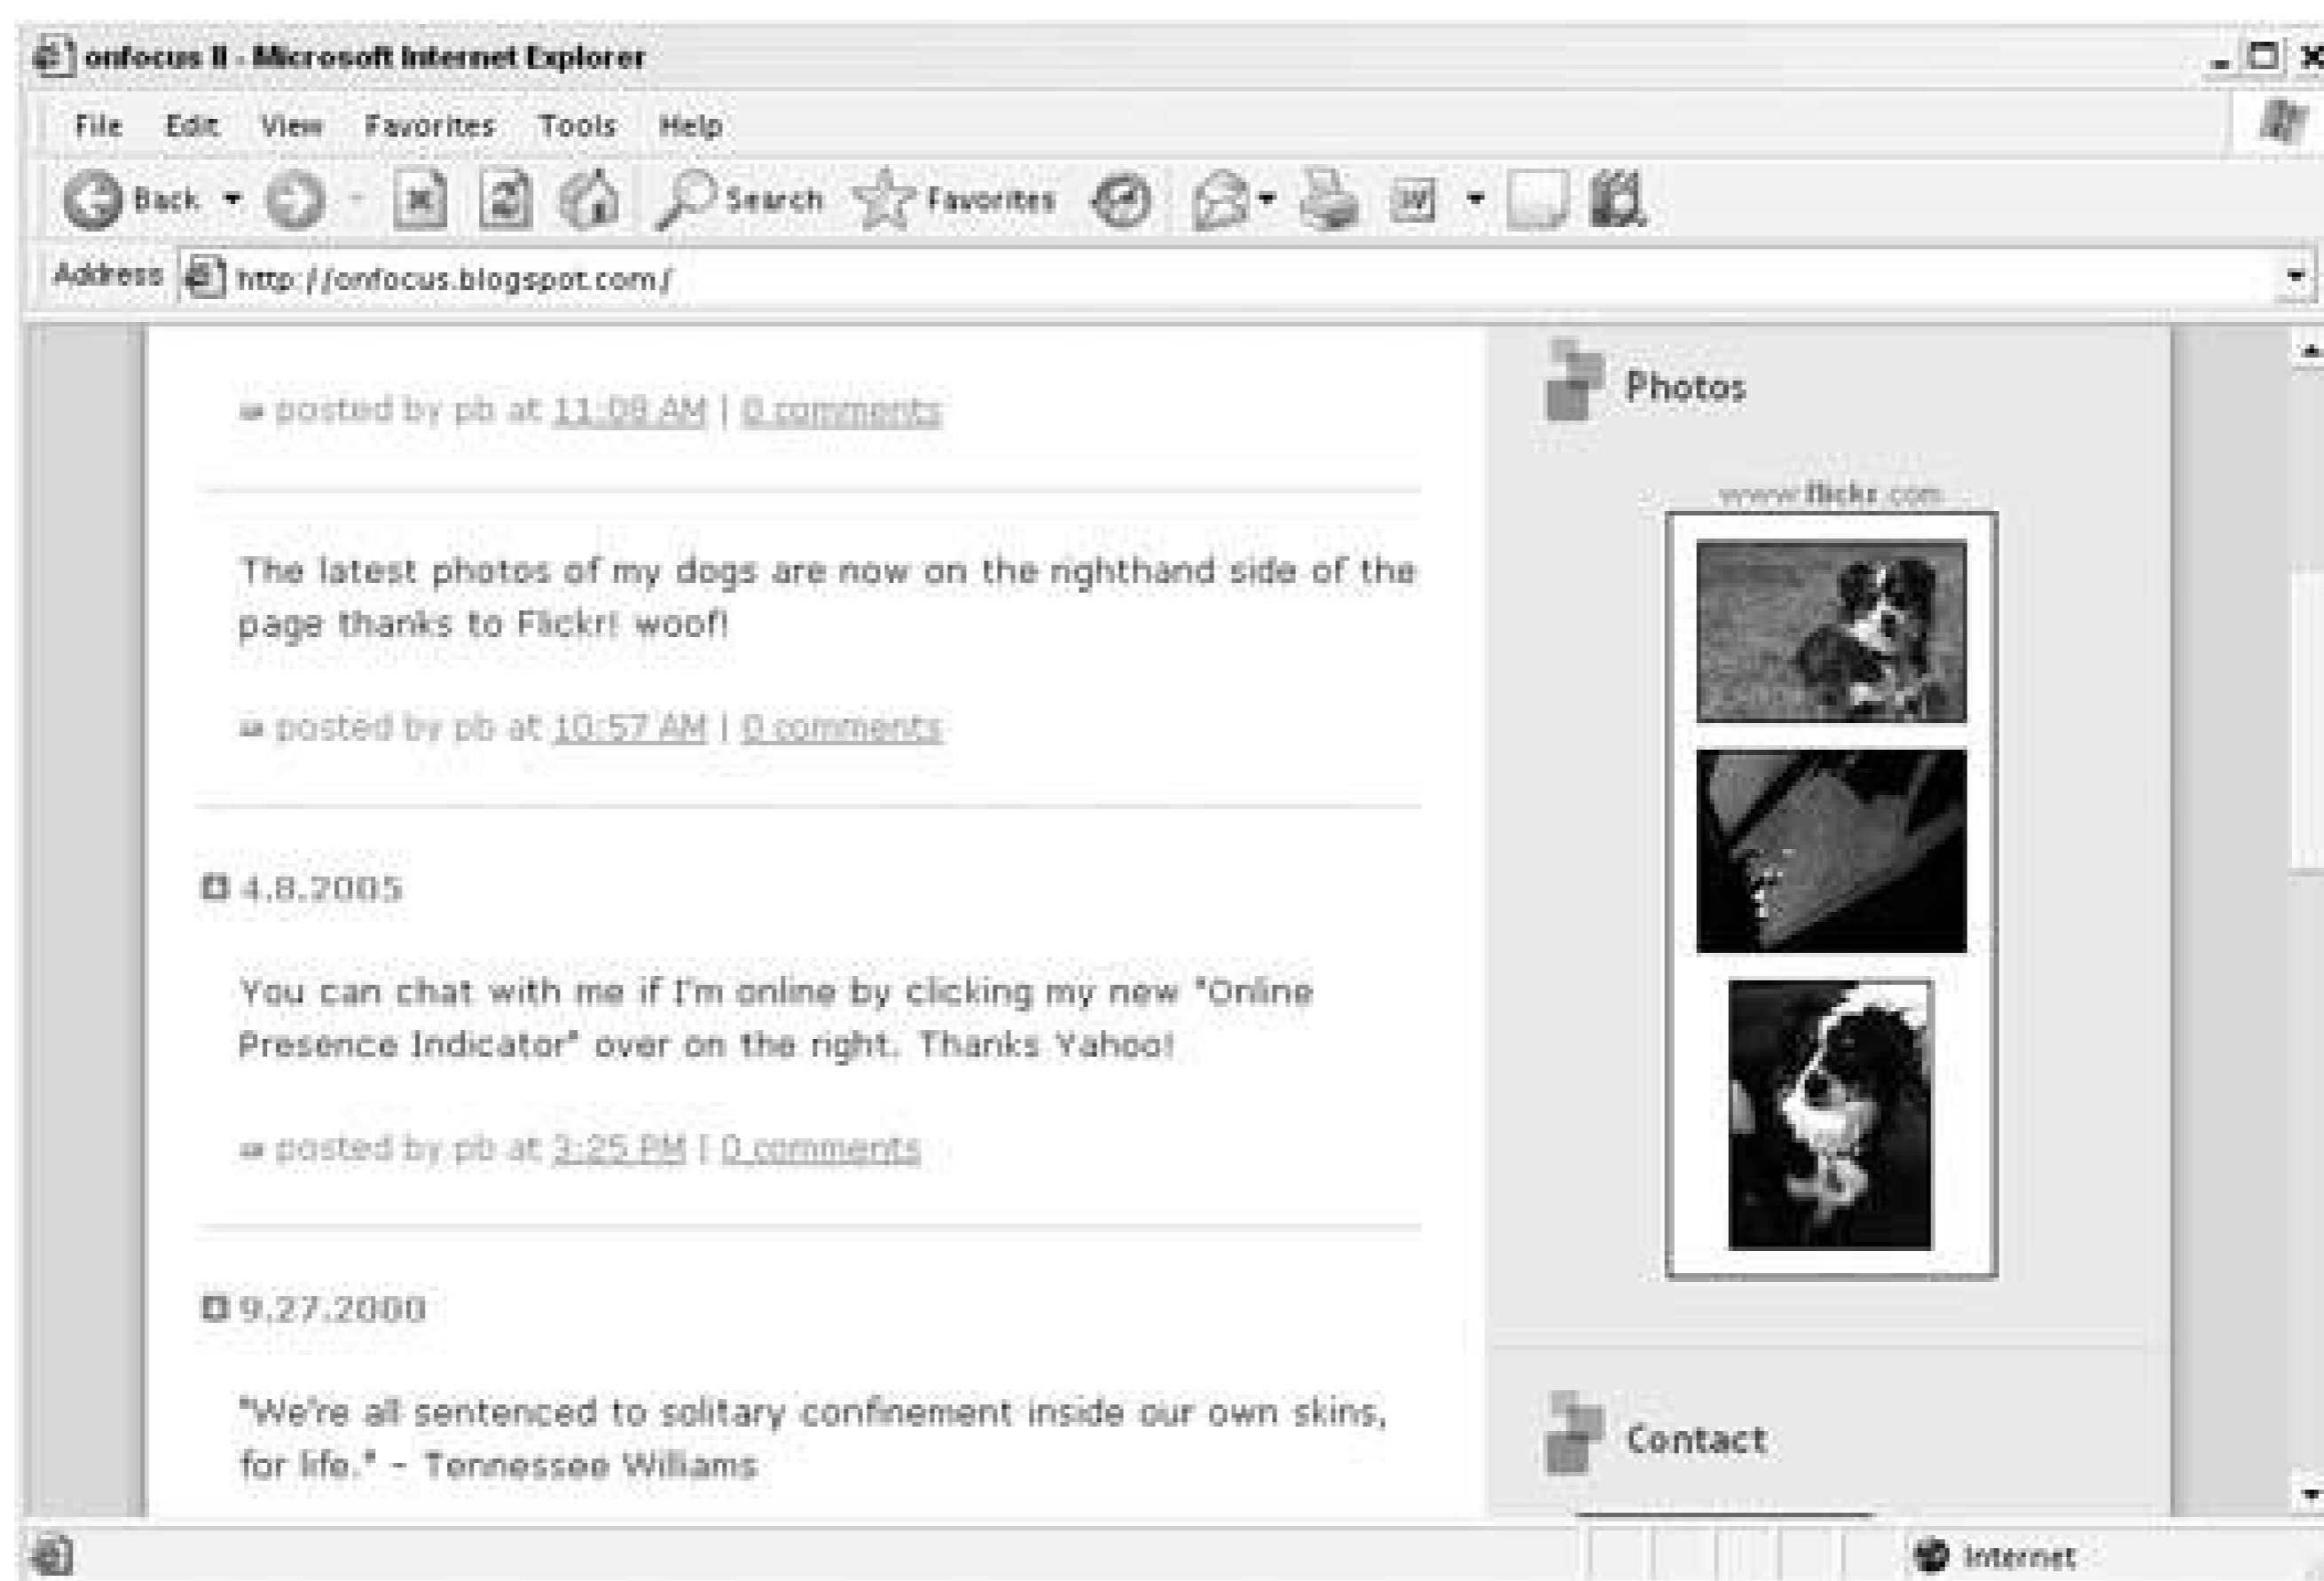 onfocus II - Microsoft Internet Explorer
File Edit View Favorites Tools Help
Back Search Favorites
Address http://onfocus.blogspot.com/
posted by pb at 11:08 AM | 0 comments
The latest photos of my dogs are now on the righthand side of the
page thanks to Flickr! woof!
posted by pb at 10:57 AM | 0 comments
4.8.2005
You can chat with me if I'm online by clicking my new "Online
Presence Indicator" over on the right. Thanks Yahoo!
posted by pb at 3:25 PM | 0 comments
9.27.2000
"We're all sentenced to solitary confinement inside our own skins,
for life." - Tennessee Williams
Photos
www.flickr.com
Contact
Internet